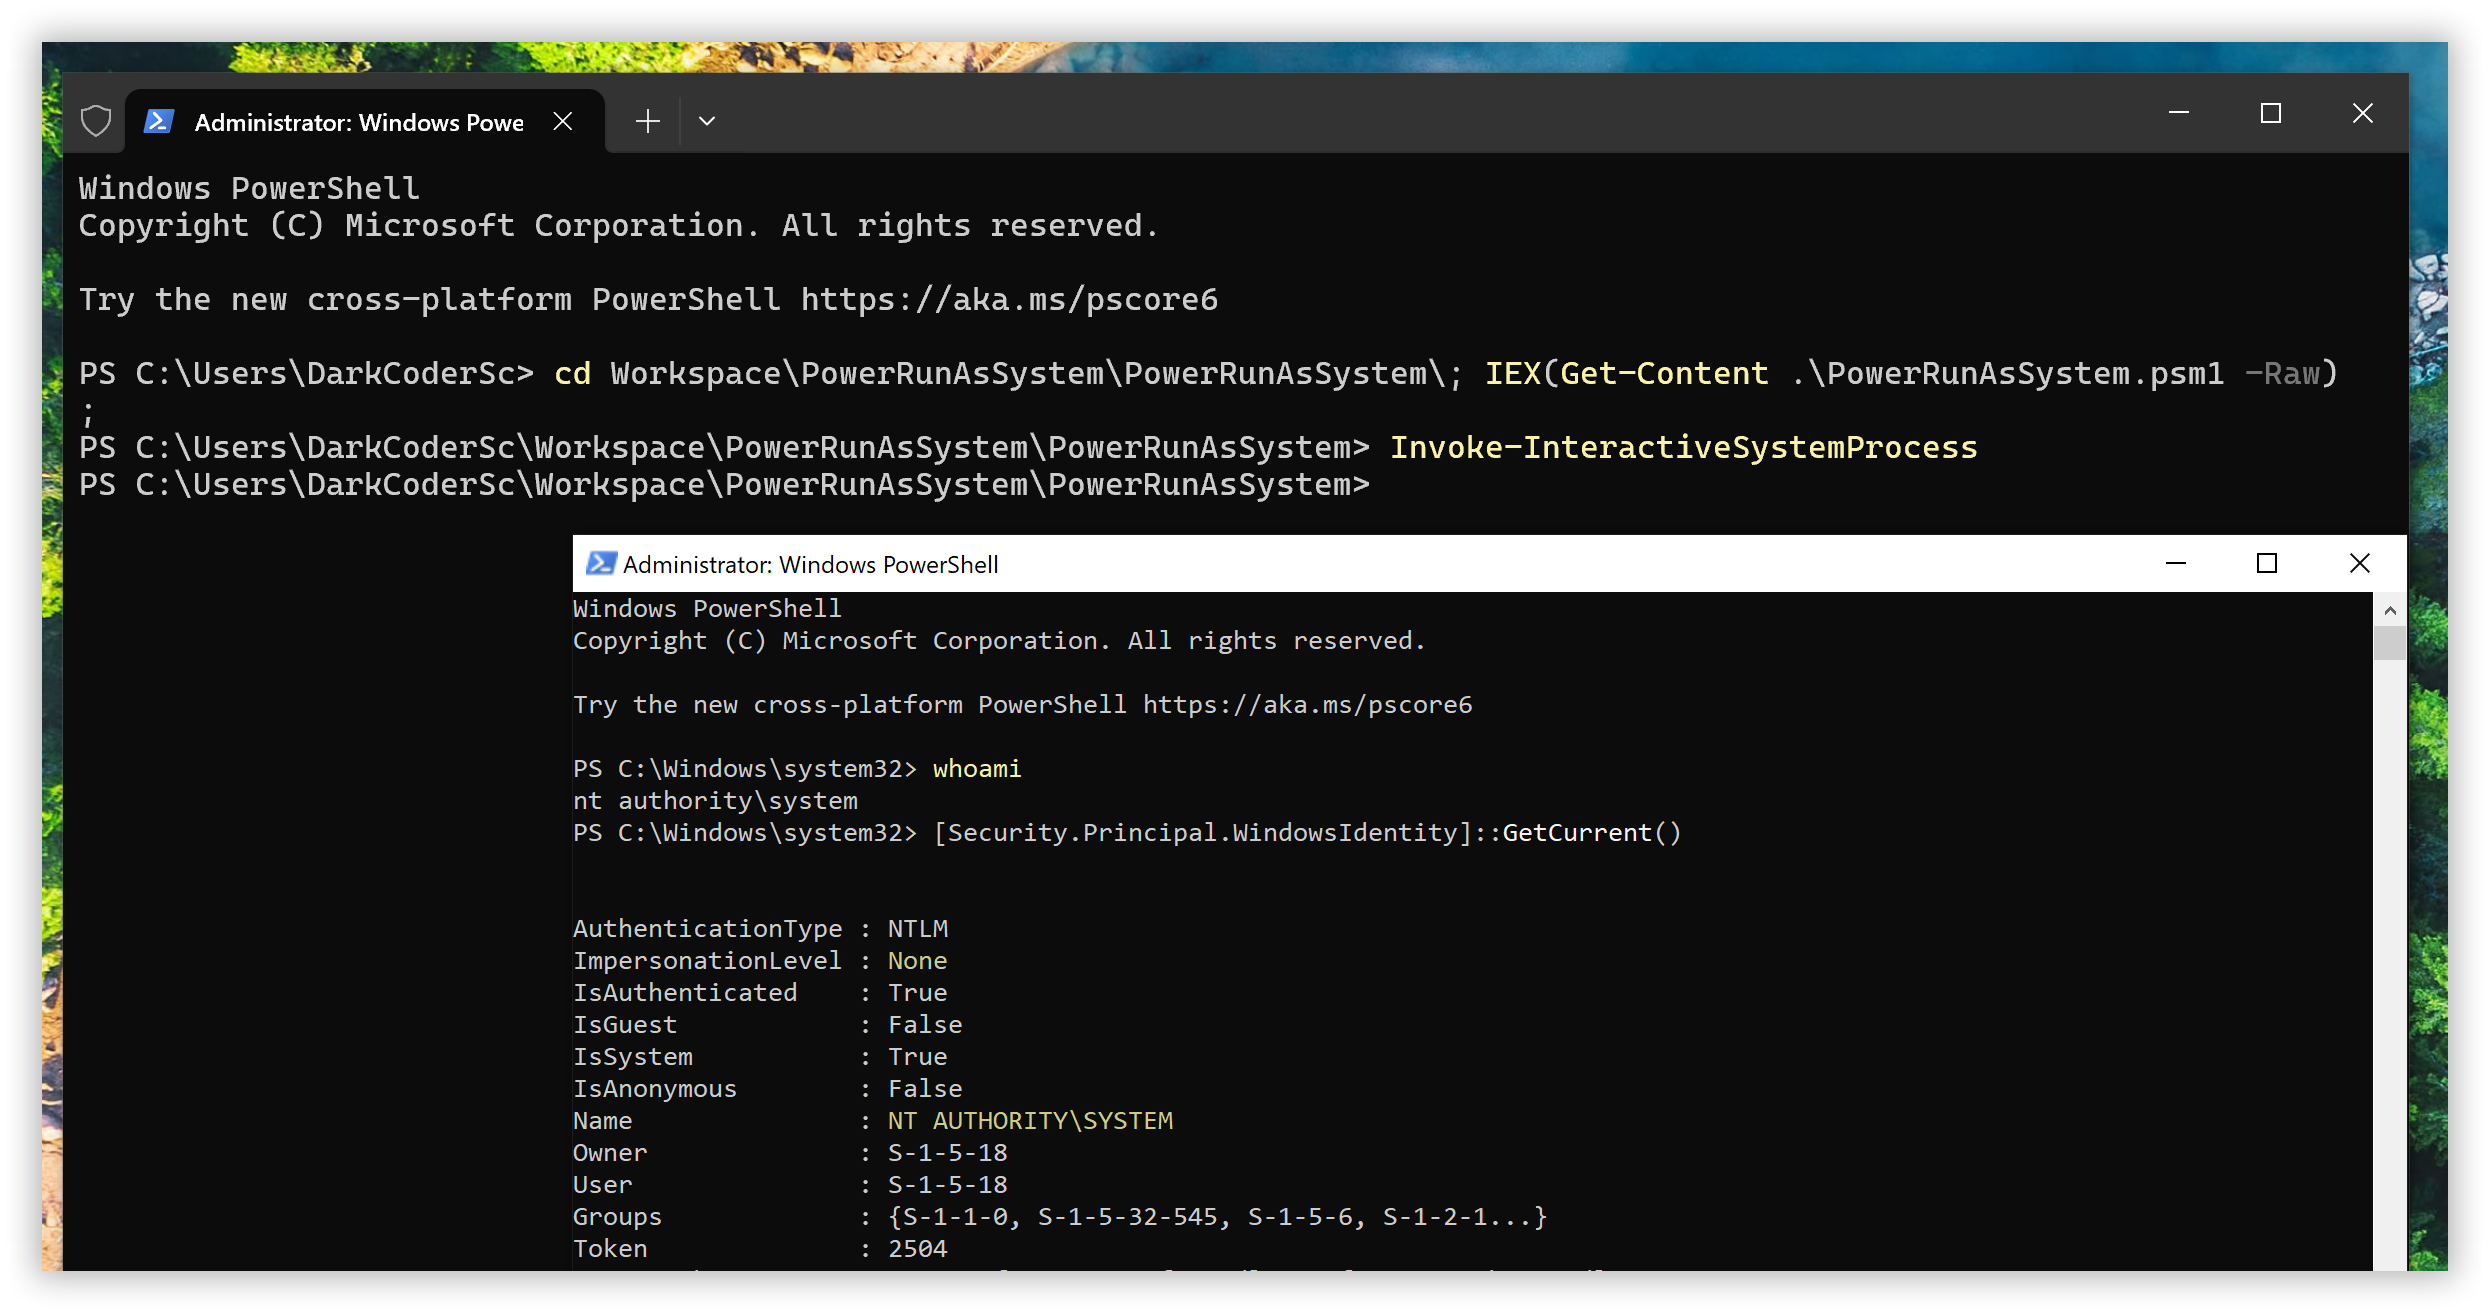 Administrator: Windows Powe
Windows PowerShell
Copyright (C) Microsoft Corporation. All rights reserved.
Try the new cross-platform PowerShell https://aka.ms/pscore6
PS C:\Users\DarkCoderSc> cd Workspace\PowerRunAsSystem\PowerRunAsSystem\; IEX(Get-Content .\PowerRunAsSystem.psm1 -Raw)
;
PS C:\Users\DarkCoderSc\Workspace\PowerRunAsSystem\PowerRunAsSystem> Invoke-InteractiveSystemProcess
PS C:\Users\DarkCoderSc\Workspace\PowerRunAsSystem\PowerRunAsSystem>
Administrator: Windows PowerShell
Windows PowerShell
Copyright (C) Microsoft Corporation. All rights reserved.
Try the new cross-platform PowerShell https://aka.ms/pscore6
PS C:\Windows\system32> whoami
nt authority\system
PS C:\Windows\system32> [Security.Principal.WindowsIdentity]::GetCurrent()
AuthenticationType : NTLM
ImpersonationLevel : None
IsAuthenticated    : True
IsGuest            : False
IsSystem           : True
IsAnonymous        : False
Name               : NT AUTHORITY\SYSTEM
Owner              : S-1-5-18
User               : S-1-5-18
Groups             : {S-1-1-0, S-1-5-32-545, S-1-5-6, S-1-2-1...}
Token              : 2504